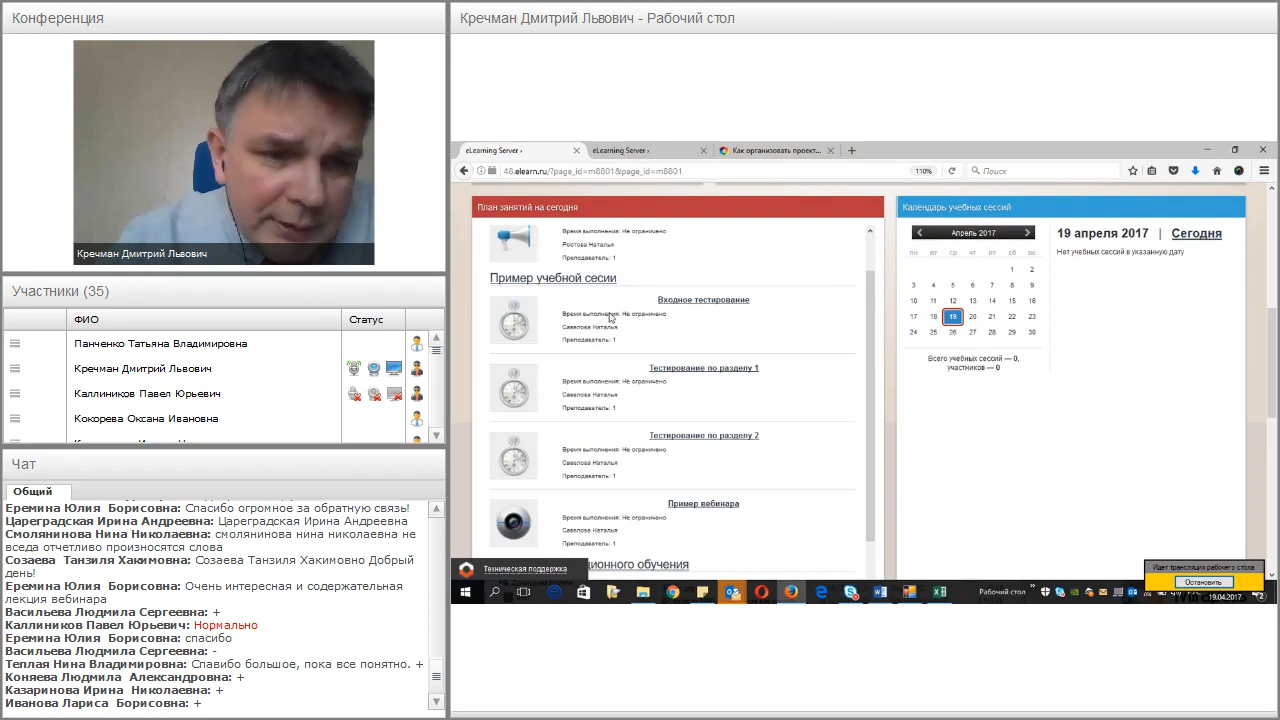 Конференция
Кречман Дмитрий Львович
Участники (35)
ФИО
Статус
Панченко Татьяна Владимировна
Кречман Дмитрий Львович
Каллиников Павел Юрьевич
Кокорева Оксана Ивановна
Чат
Общий
Еремина Юлия Борисовна: Спасибо огромное за обратную связь!
Цареградская Ирина Андреевна: Цареградская Ирина Андреквна
Смолянинова Нина Николаевна: смолянинова нина николаевна не
вседа отчетливо произносятся слова
Созаева Танзиля Хакимовна: Созаева Танзиля Хакимовно Добрый
день!
Еремина Юлия Борисовна: Очень интересная и содержательная
лекция вебинара
Васильева Людмила Сергеевна: +
Каллиников Павел Юрьевич: Нормально
Еремина Юлия Борисовна: спасибо
Васильева Людмила Сергеевна: -
Теплая Нина Владимировна: Спавибо большое, пока все понятно. +
Коняева Людмила Александровна: +
Казаринова Ирина Николаевна: +
Иванова Лариса Борисовна: +
Кречман Дмитрий Львович - Рабочий стол
eLearning Server ›
eLearning Server ›
Как организовать проект...
48.elearn.ru/?page_id=m8801&page_id=m8801
110%
Поиск
План занятий на сегодня
Время выполнения: Не ограничено
Ростова Наталья
Преподаватель: 1
Пример учебной сесии
Входное тестирование
Время выполнения: Не ограничено
Савелова Наталья
Преподаватель: 1
Тестирование по разделу 1
Время выполнения: Не ограничено
Савелова Наталья
Преподаватель: 1
Тестирование по разделу 2
Время выполнения: Не ограничено
Савелова Наталья
Преподаватель: 1
Пример вебинара
Время выполнения: Не ограничено
Савелова Наталья
Преподаватель: 1
ционного обучения
Техническая поддержка
Календарь учебных сессий
Апрель 2017
пн вт ср чт пт сб вс
1 2
3 4 5 6 7 8 9
10 11 12 13 14 15 16
17 18 19 20 21 22 23
24 25 26 27 28 29 30
Всего учебных сессий — 0,
участников — 0
19 апреля 2017 | Сегодня
Нет учебных сессий в указанную дату
Идет трансляция рабочего стола
Остановить
Рабочий стол
19.04.2017